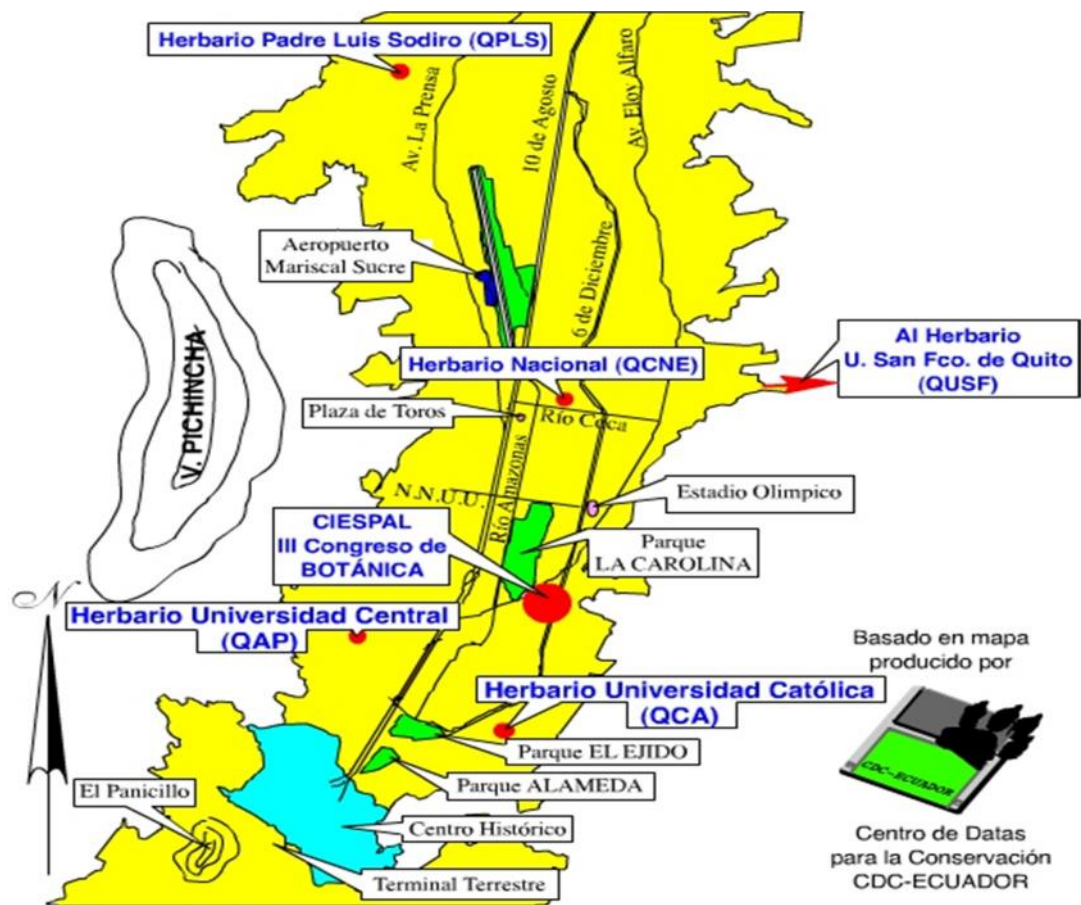 Herbario Padre Luis Sodiro (QPLS)
Av. La Prensa
10 de Agosto
Av. Eloy Alfaro
Aeropuerto
Mariscal Sucre
6 de Diciembre
V. PICHINCHA
Herbario Nacional (QCNE)
Al Herbario
U. San Fco. de Quito
(QUSF)
Plaza de Toros
Río Coca
Río Amazonas
N.N.U.U.
Estadio Olimpico
CIESPAL
III Congreso de
BOTÁNICA
Parque
LA CAROLINA
N
Herbario Universidad Central
(QAP)
Basado en mapa
producido por
Herbario Universidad Católica
(QCA)
Parque EL EJIDO
Parque ALAMEDA
El Panicillo
Centro Histórico
Terminal Terrestre
CDC-ECUADOR
Centro de Datas
para la Conservación
CDC-ECUADOR